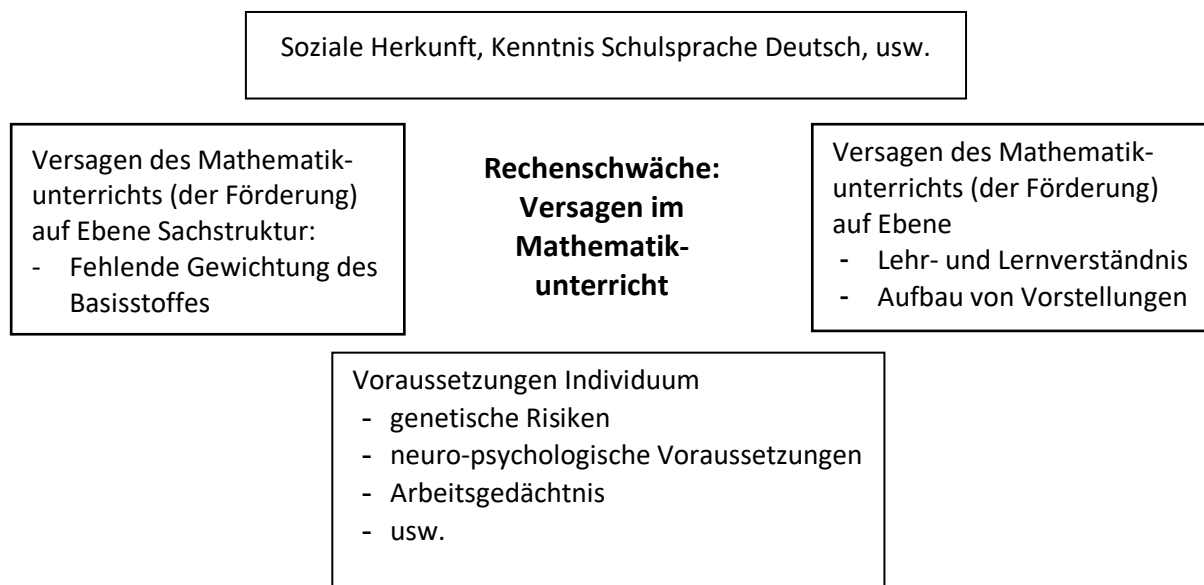 Soziale Herkunft, Kenntnis Schulsprache Deutsch, usw.
Versagen des Mathematik-
unterrichts (der Förderung)
auf Ebene Sachstruktur:
- Fehlende Gewichtung des
Basisstoffes
Rechenschwäche:
Versagen im
Mathematik-
unterricht
Versagen des Mathematik-
unterrichts (der Förderung)
auf Ebene
- Lehr- und Lernverständnis
- Aufbau von Vorstellungen
Voraussetzungen Individuum
- genetische Risiken
- neuro-psychologische Voraussetzungen
- Arbeitsgedächtnis
- usw.